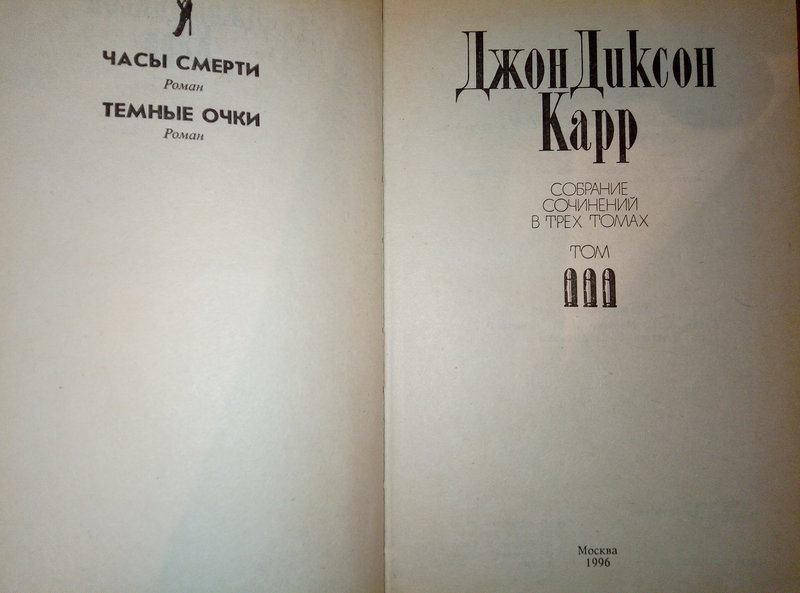 ЧАСЫ СМЕРТИ
Роман
ТЕМНЫЕ ОЧКИ
Роман
Джон Диксон
Карр
СОБРАНИЕ
СОЧИНЕНИЙ
В ТРЕХ ТОМАХ
ТОМ
Москва
1996